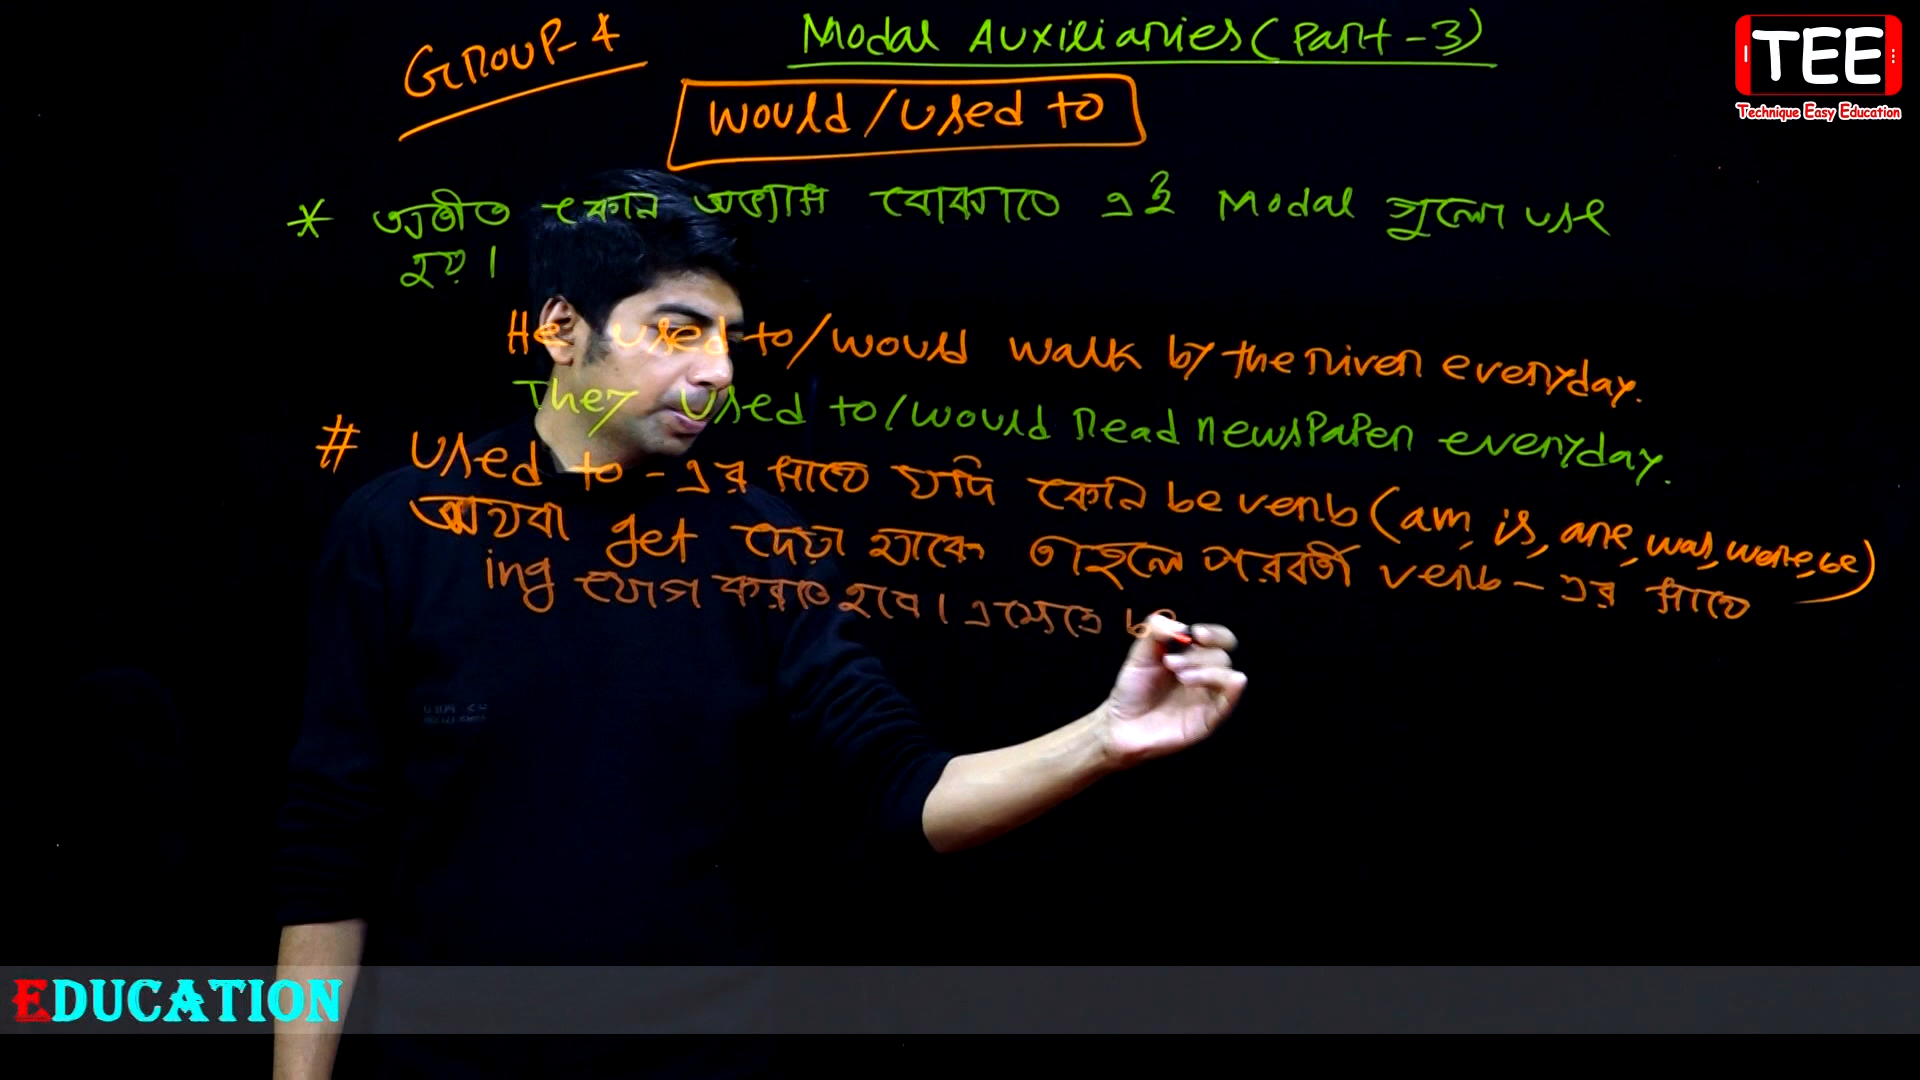 GROUP-4
Modal Auxiliaries (Part-3)
TEE
Technique Easy Education
would/used to
* অতীত কোন অভ্যাস বোঝাতে এই Modal গুলো use
হয়।
He used to/would walk by the river everyday.
They used to/would Read newspaper everyday.
# used to -এর সাথে যদি কোন be verb (am, is, are, was, were, be)
অথবা get দেয়া থাকে তাহলে পরবর্তী verb-এর সাথে
ing যোগ করতে হবে। এক্ষেত্রে be
EDUCATION